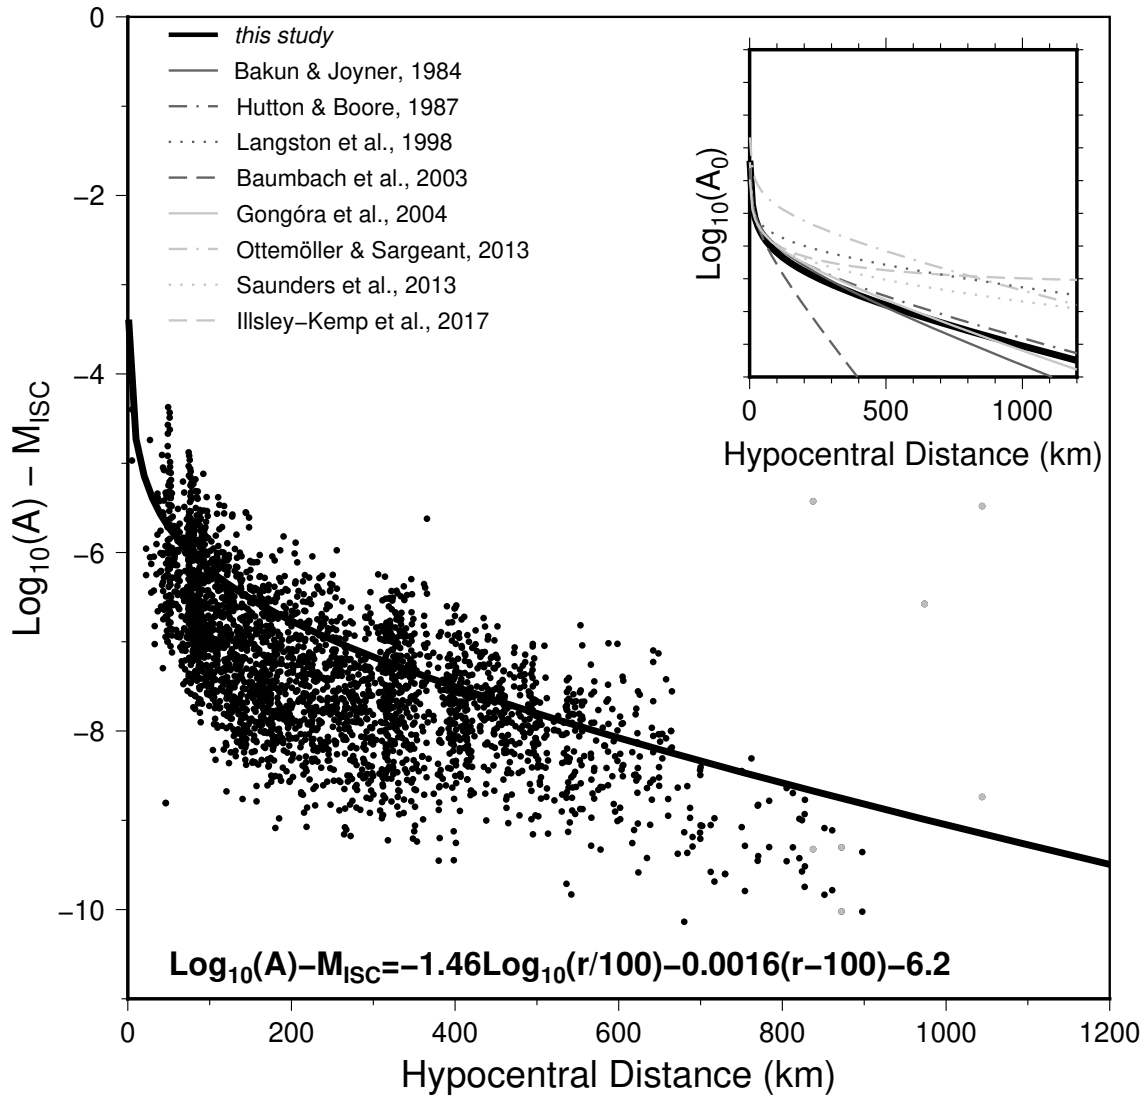 0
−2
−4
−6
−8
−10
Log10(A) − MISC
this study
Bakun & Joyner, 1984
Hutton & Boore, 1987
Langston et al., 1998
Baumbach et al., 2003
Gongóra et al., 2004
Ottemöller & Sargeant, 2013
Saunders et al., 2013
Illsley−Kemp et al., 2017
Log10(A0)
0 500 1000
Hypocentral Distance (km)
Log10(A)−MISC=−1.46Log10(r/100)−0.0016(r−100)−6.2
0 200 400 600 800 1000 1200
Hypocentral Distance (km)